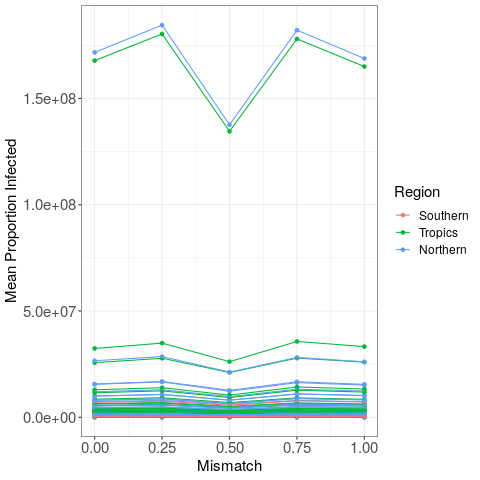 Mean Proportion Infected
1.5e+08
1.0e+08
5.0e+07
0.0e+00
0.00 0.25 0.50 0.75 1.00
Mismatch
Region
Southern
Tropics
Northern